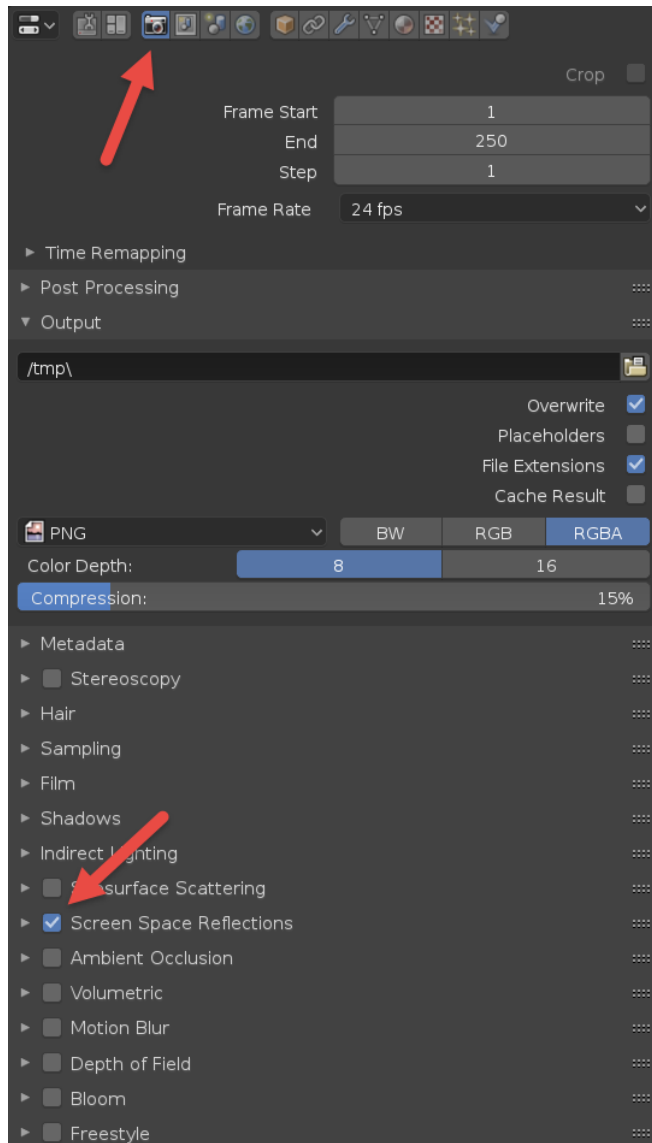 Crop
Frame Start 1
End 250
Step 1
Frame Rate 24 fps
Time Remapping
Post Processing
Output
/tmp\
Overwrite
Placeholders
File Extensions
Cache Result
PNG BW RGB RGBA
Color Depth: 8 16
Compression: 15%
Metadata
Stereoscopy
Hair
Sampling
Film
Shadows
Indirect Lighting
Subsurface Scattering
Screen Space Reflections
Ambient Occlusion
Volumetric
Motion Blur
Depth of Field
Bloom
Freestyle